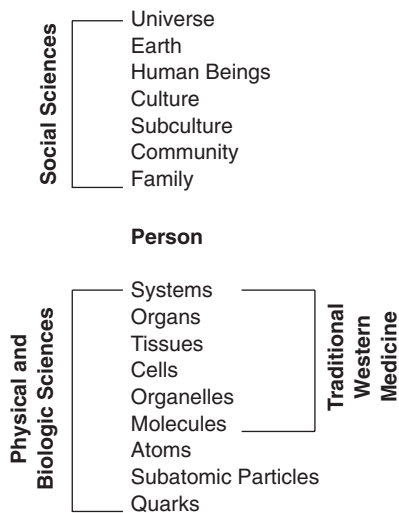 Social Sciences
Universe
Earth
Human Beings
Culture
Subculture
Community
Family
Person
Physical and
Biologic Sciences
Systems
Organs
Tissues
Cells
Organelles
Molecules
Atoms
Subatomic Particles
Quarks
Traditional
Western
Medicine